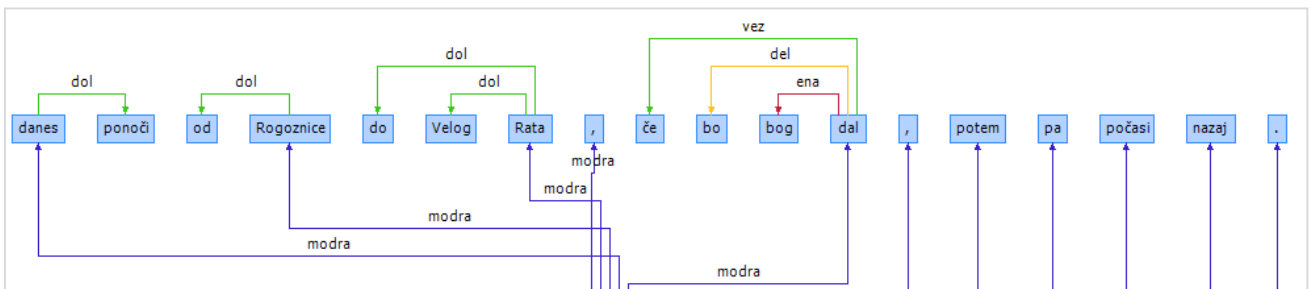 vez
dol del
dol dol dol ena
danes ponoči od Rogoznice do Velog Rata , če bo bog dal , potem pa počasi nazaj .
modra
modra
modra
modra
modra